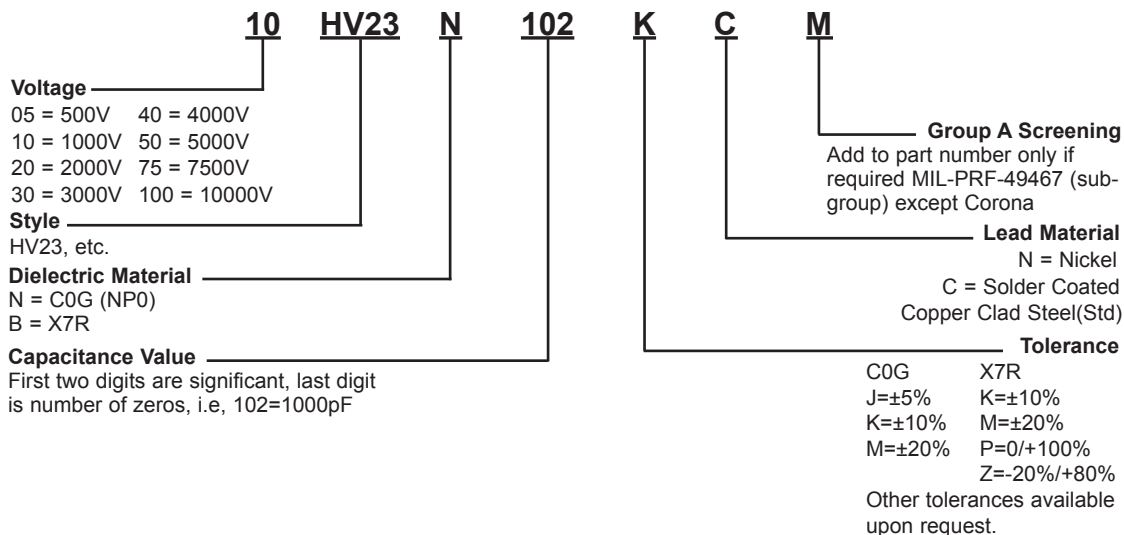 10 HV23 N 102 K C M
Voltage
05 = 500V 40 = 4000V
10 = 1000V 50 = 5000V
20 = 2000V 75 = 7500V
30 = 3000V 100 = 10000V
Style
HV23, etc.
Dielectric Material
N = C0G (NP0)
B = X7R
Capacitance Value
First two digits are significant, last digit
is number of zeros, i.e, 102=1000pF
Group A Screening
Add to part number only if
required MIL-PRF-49467 (sub-
group) except Corona
Lead Material
N = Nickel
C = Solder Coated
Copper Clad Steel(Std)
Tolerance
C0G X7R
J=±5% K=±10%
K=±10% M=±20%
M=±20% P=0/+100%
Z=-20%/+80%
Other tolerances available
upon request.